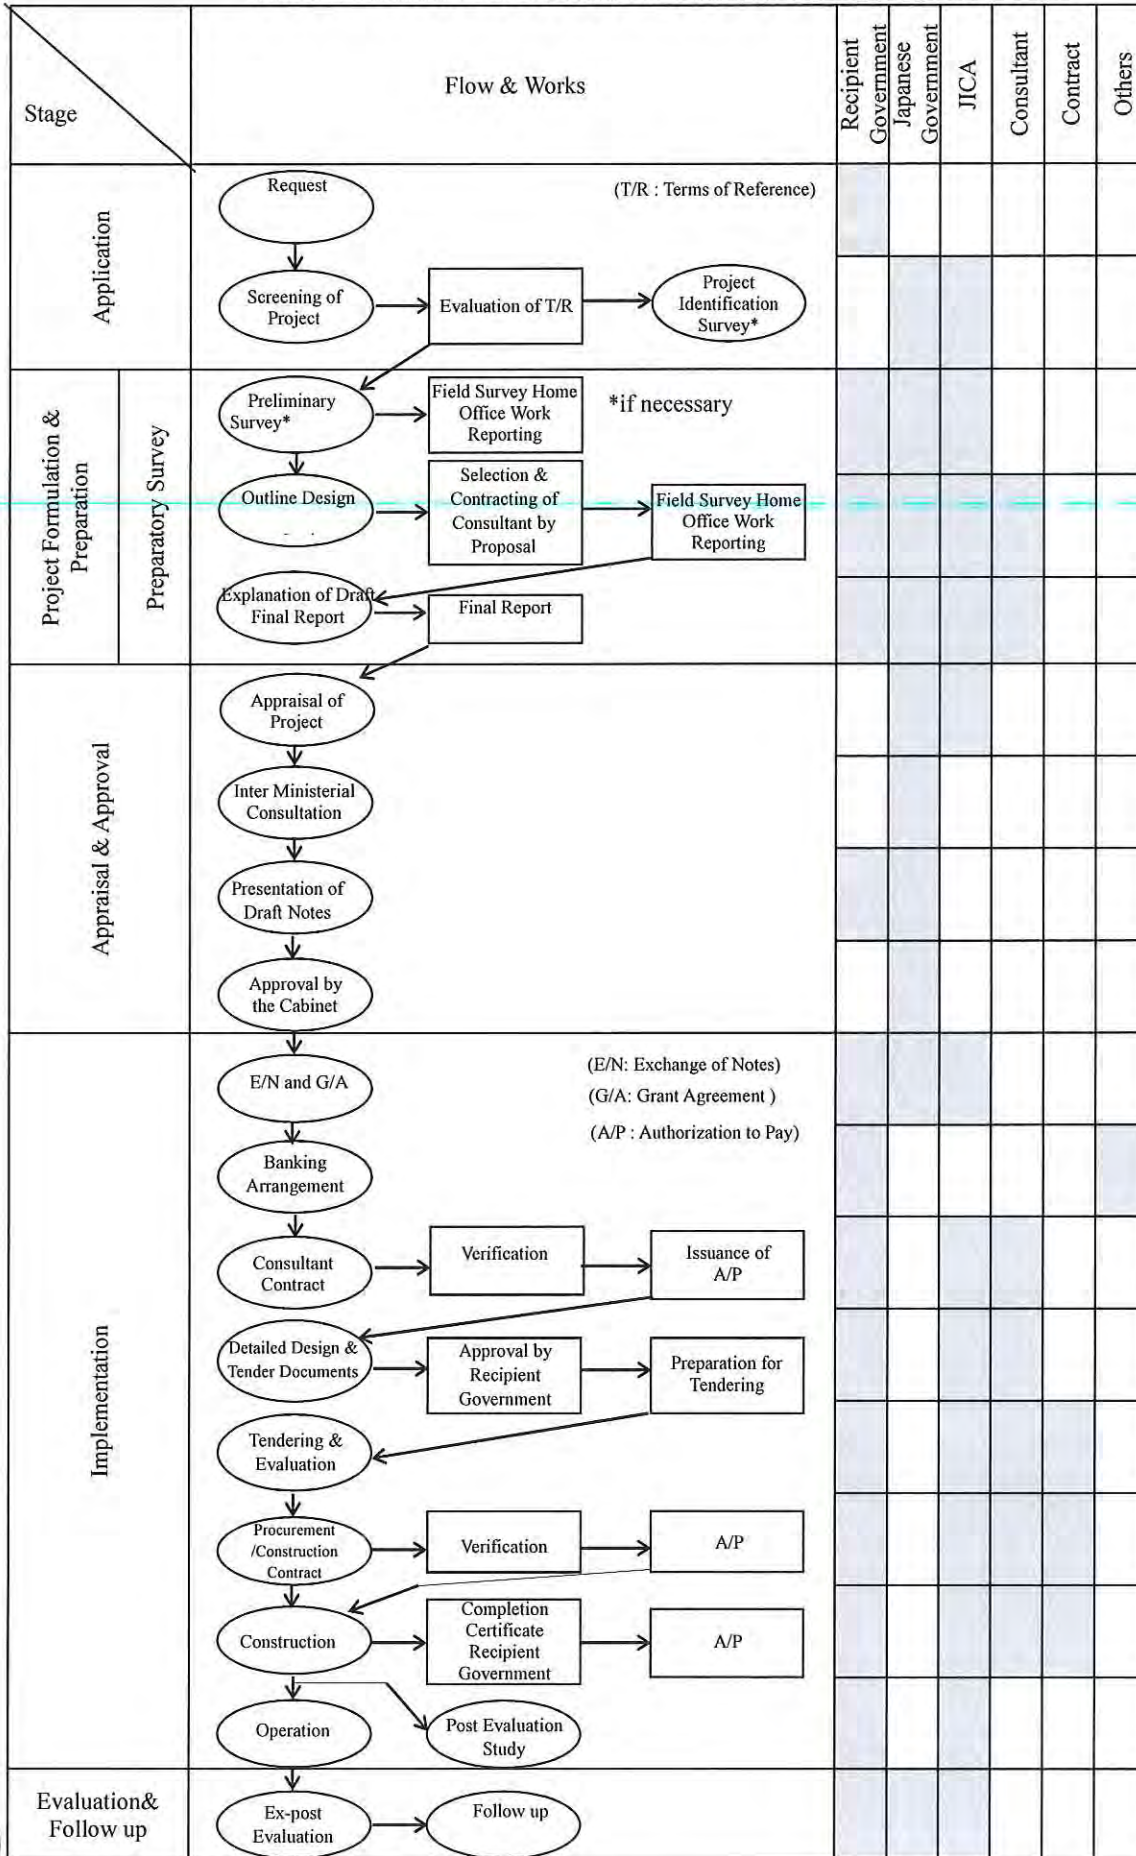 Stage
Flow & Works
Recipient
Government
Japanese
Government
JICA
Consultant
Contract
Others
Application
Request
(T/R : Terms of Reference)
Screening of
Project
Evaluation of T/R
Project
Identification
Survey*
Project Formulation &
Preparation
Preparatory Survey
Preliminary
Survey*
Field Survey Home
Office Work
Reporting
*if necessary
Outline Design
Selection &
Contracting of
Consultant by
Proposal
Field Survey Home
Office Work
Reporting
Explanation of Draft
Final Report
Final Report
Appraisal & Approval
Appraisal of
Project
Inter Ministerial
Consultation
Presentation of
Draft Notes
Approval by
the Cabinet
Implementation
E/N and G/A
(E/N: Exchange of Notes)
(G/A: Grant Agreement )
(A/P : Authorization to Pay)
Banking
Arrangement
Consultant
Contract
Verification
Issuance of
A/P
Detailed Design &
Tender Documents
Approval by
Recipient
Government
Preparation for
Tendering
Tendering &
Evaluation
Procurement
/Construction
Contract
Verification
A/P
Construction
Completion
Certificate
Recipient
Government
A/P
Operation
Post Evaluation
Study
Evaluation&
Follow up
Ex-post
Evaluation
Follow up